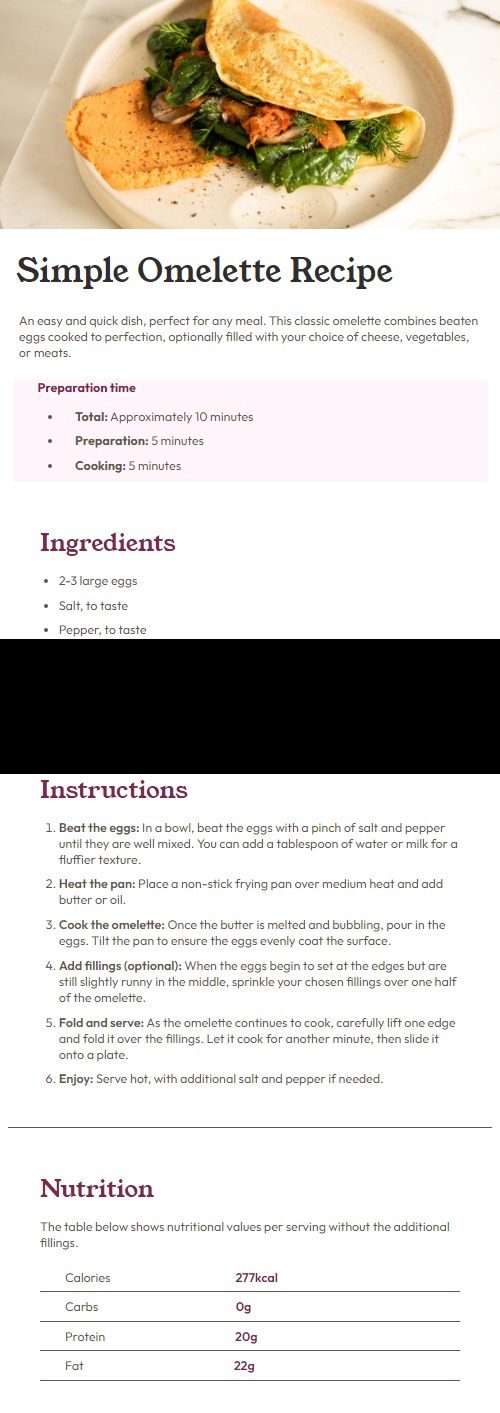 Simple Omelette Recipe
An easy and quick dish, perfect for any meal. This classic omelette combines beaten
eggs cooked to perfection, optionally filled with your choice of cheese, vegetables,
or meats.
Preparation time
• Total: Approximately 10 minutes
• Preparation: 5 minutes
• Cooking: 5 minutes
Ingredients
• 2-3 large eggs
• Salt, to taste
• Pepper, to taste
Instructions
1. Beat the eggs: In a bowl, beat the eggs with a pinch of salt and pepper
until they are well mixed. You can add a tablespoon of water or milk for a
fluffier texture.
2. Heat the pan: Place a non-stick frying pan over medium heat and add
butter or oil.
3. Cook the omelette: Once the butter is melted and bubbling, pour in the
eggs. Tilt the pan to ensure the eggs evenly coat the surface.
4. Add fillings (optional): When the eggs begin to set at the edges but are
still slightly runny in the middle, sprinkle your chosen fillings over one half
of the omelette.
5. Fold and serve: As the omelette continues to cook, carefully lift one edge
and fold it over the fillings. Let it cook for another minute, then slide it
onto a plate.
6. Enjoy: Serve hot, with additional salt and pepper if needed.
Nutrition
The table below shows nutritional values per serving without the additional
fillings.
Calories 277kcal
Carbs 0g
Protein 20g
Fat 22g